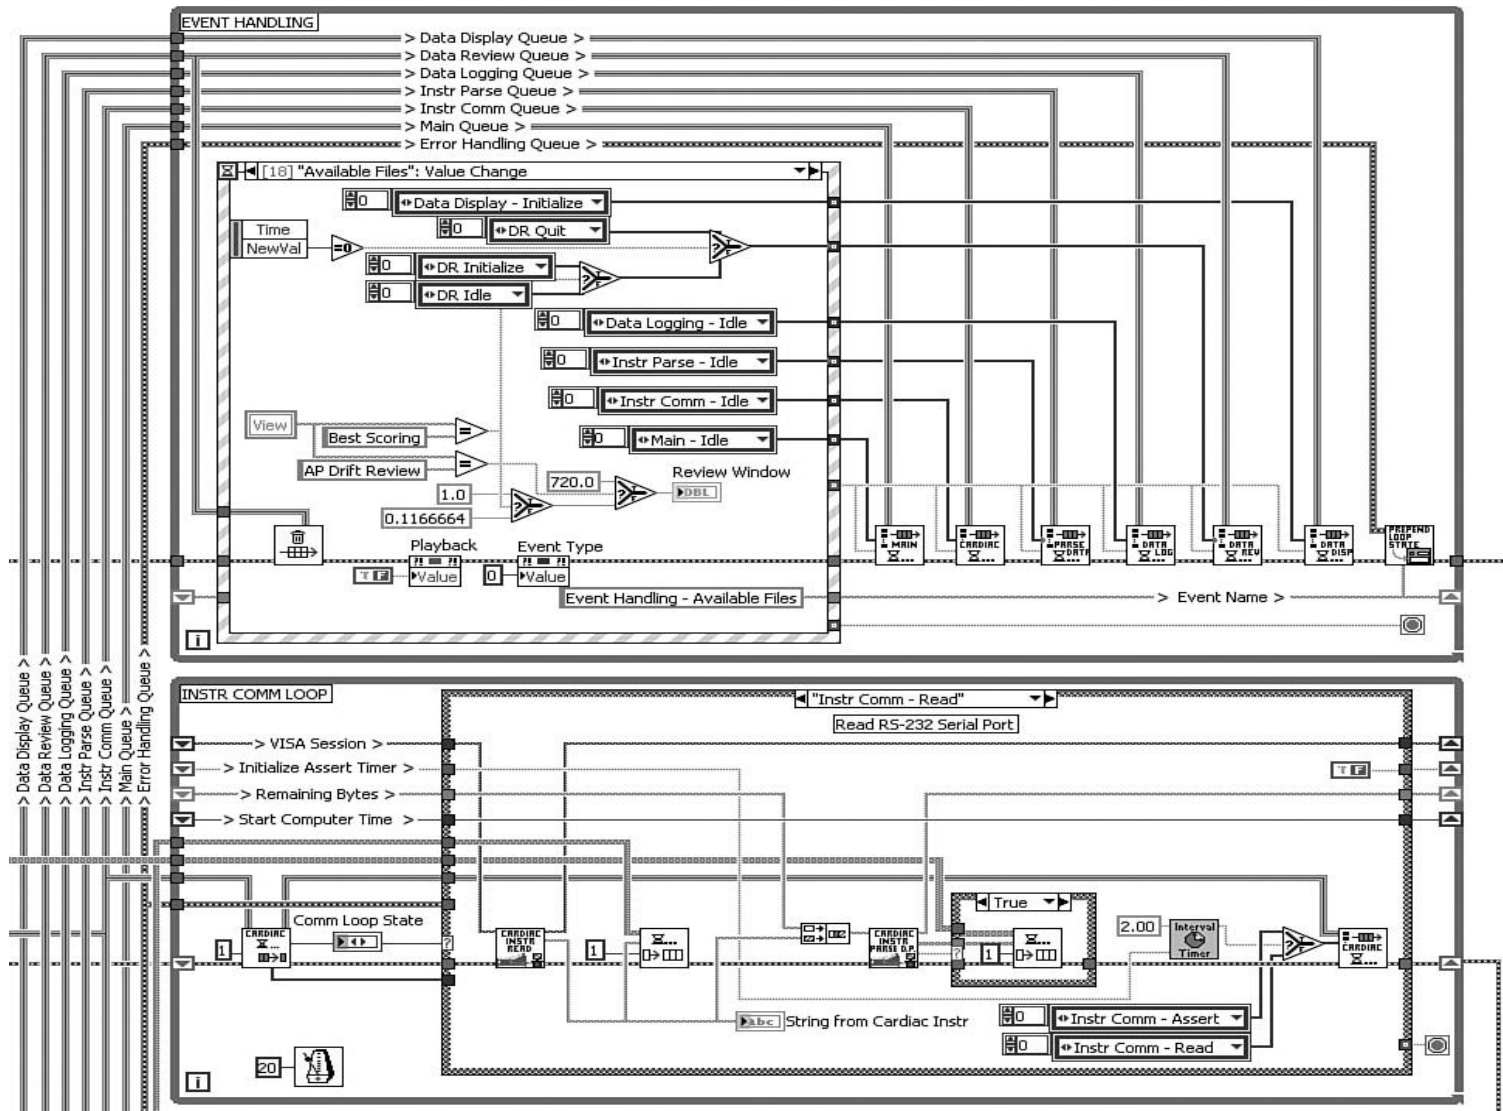 EVENT HANDLING
> Data Display Queue >
> Data Review Queue >
> Data Logging Queue >
> Instr Parse Queue >
> Instr Comm Queue >
> Main Queue >
> Error Handling Queue >
[18] "Available Files": Value Change
0 Data Display - Initialize
0 DR Quit
Time
NewVal
=0
? T F
0 DR Initialize
? T F
0 DR Idle
0 Data Logging - Idle
0 Instr Parse - Idle
0 Instr Comm - Idle
0 Main - Idle
View
Best Scoring
=
AP Drift Review
=
Review Window
720.0
? T F
DBL
1.0
? T F
0.1166664
Playback
Event Type
T F
Value
0
Value
MAIN
CARDIAC
PARSE DATA
DATA LOG
DATA REV
DATA DISP
PREPEND LOOP STATE
Event Handling - Available Files
> Event Name >
i
> Data Display Queue >
> Data Review Queue >
> Data Logging Queue >
> Instr Parse Queue >
> Instr Comm Queue >
> Main Queue >
> Error Handling Queue >
INSTR COMM LOOP
"Instr Comm - Read"
Read RS-232 Serial Port
> VISA Session >
> Initialize Assert Timer >
T F
> Remaining Bytes >
> Start Computer Time >
True
Comm Loop State
1
CARDIAC
?
CARDIAC INSTR READ
1
CARDIAC INSTR PARSE D.P.
?
1
2.00
Interval Timer
? T F
CARDIAC
abc
String from Cardiac Instr
0 Instr Comm - Assert
0 Instr Comm - Read
20
i